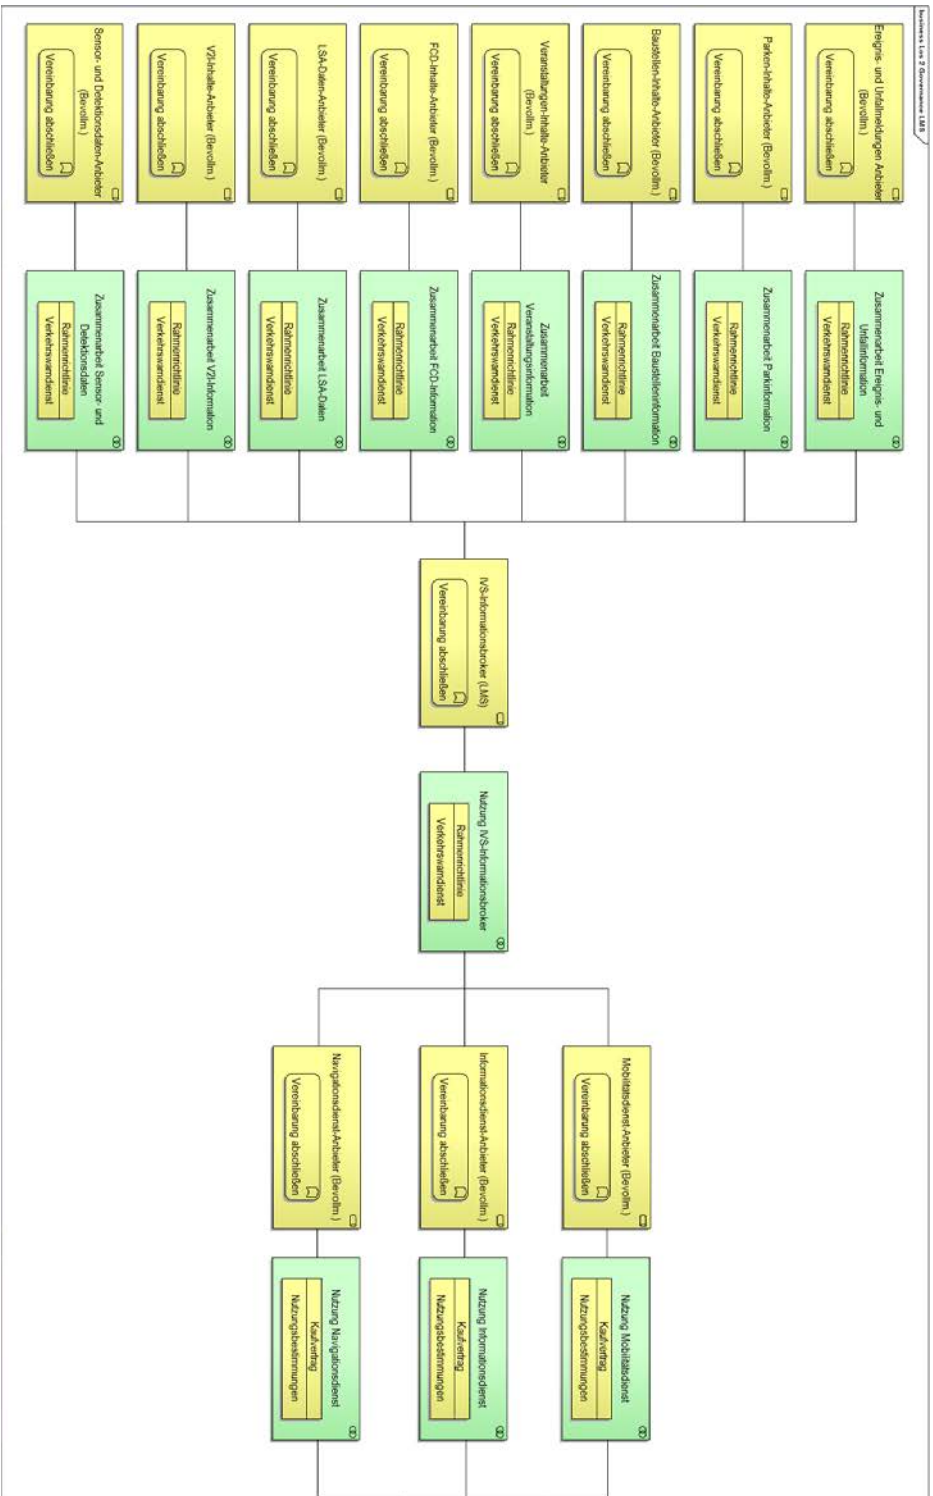 business Los 2 Governance LMS
Ereignis- und Unfallmeldungen Anbieter
(Bevollm.)
Vereinbarung abschließen
Parken-Inhalte-Anbieter (Bevollm.)
Vereinbarung abschließen
Baustellen-Inhalte-Anbieter (Bevollm.)
Vereinbarung abschließen
Veranstaltungen-Inhalte-Anbieter
(Bevollm.)
Vereinbarung abschließen
FCD-Inhalte-Anbieter (Bevollm.)
Vereinbarung abschließen
LSA-Daten-Anbieter (Bevollm.)
Vereinbarung abschließen
V2I-Inhalte-Anbieter (Bevollm.)
Vereinbarung abschließen
Sensor- und Detektionsdaten-Anbieter
(Bevollm.)
Vereinbarung abschließen
Zusammenarbeit Ereignis- und
Unfallinformation
Rahmenrichtlinie
Verkehrswarndienst
Zusammenarbeit Parkinformation
Rahmenrichtlinie
Verkehrswarndienst
Zusammenarbeit Baustelleninformation
Rahmenrichtlinie
Verkehrswarndienst
Zusammenarbeit
Veranstaltungsinformation
Rahmenrichtlinie
Verkehrswarndienst
Zusammenarbeit FCD-Information
Rahmenrichtlinie
Verkehrswarndienst
Zusammenarbeit LSA-Daten
Rahmenrichtlinie
Verkehrswarndienst
Zusammenarbeit V2I-Information
Rahmenrichtlinie
Verkehrswarndienst
Zusammenarbeit Sensor- und
Detektionsdaten
Rahmenrichtlinie
Verkehrswarndienst
IVS-Informationsbroker (LMS)
Vereinbarung abschließen
Nutzung IVS-Informationsbroker
Rahmenrichtlinie
Verkehrswarndienst
Mobilitätsdienst-Anbieter (Bevollm.)
Vereinbarung abschließen
Informationsdienst-Anbieter (Bevollm.)
Vereinbarung abschließen
Navigationsdienst-Anbieter (Bevollm.)
Vereinbarung abschließen
Nutzung Mobilitätsdienst
Kaufvertrag
Nutzungsbestimmungen
Nutzung Informationsdienst
Kaufvertrag
Nutzungsbestimmungen
Nutzung Navigationsdienst
Kaufvertrag
Nutzungsbestimmungen